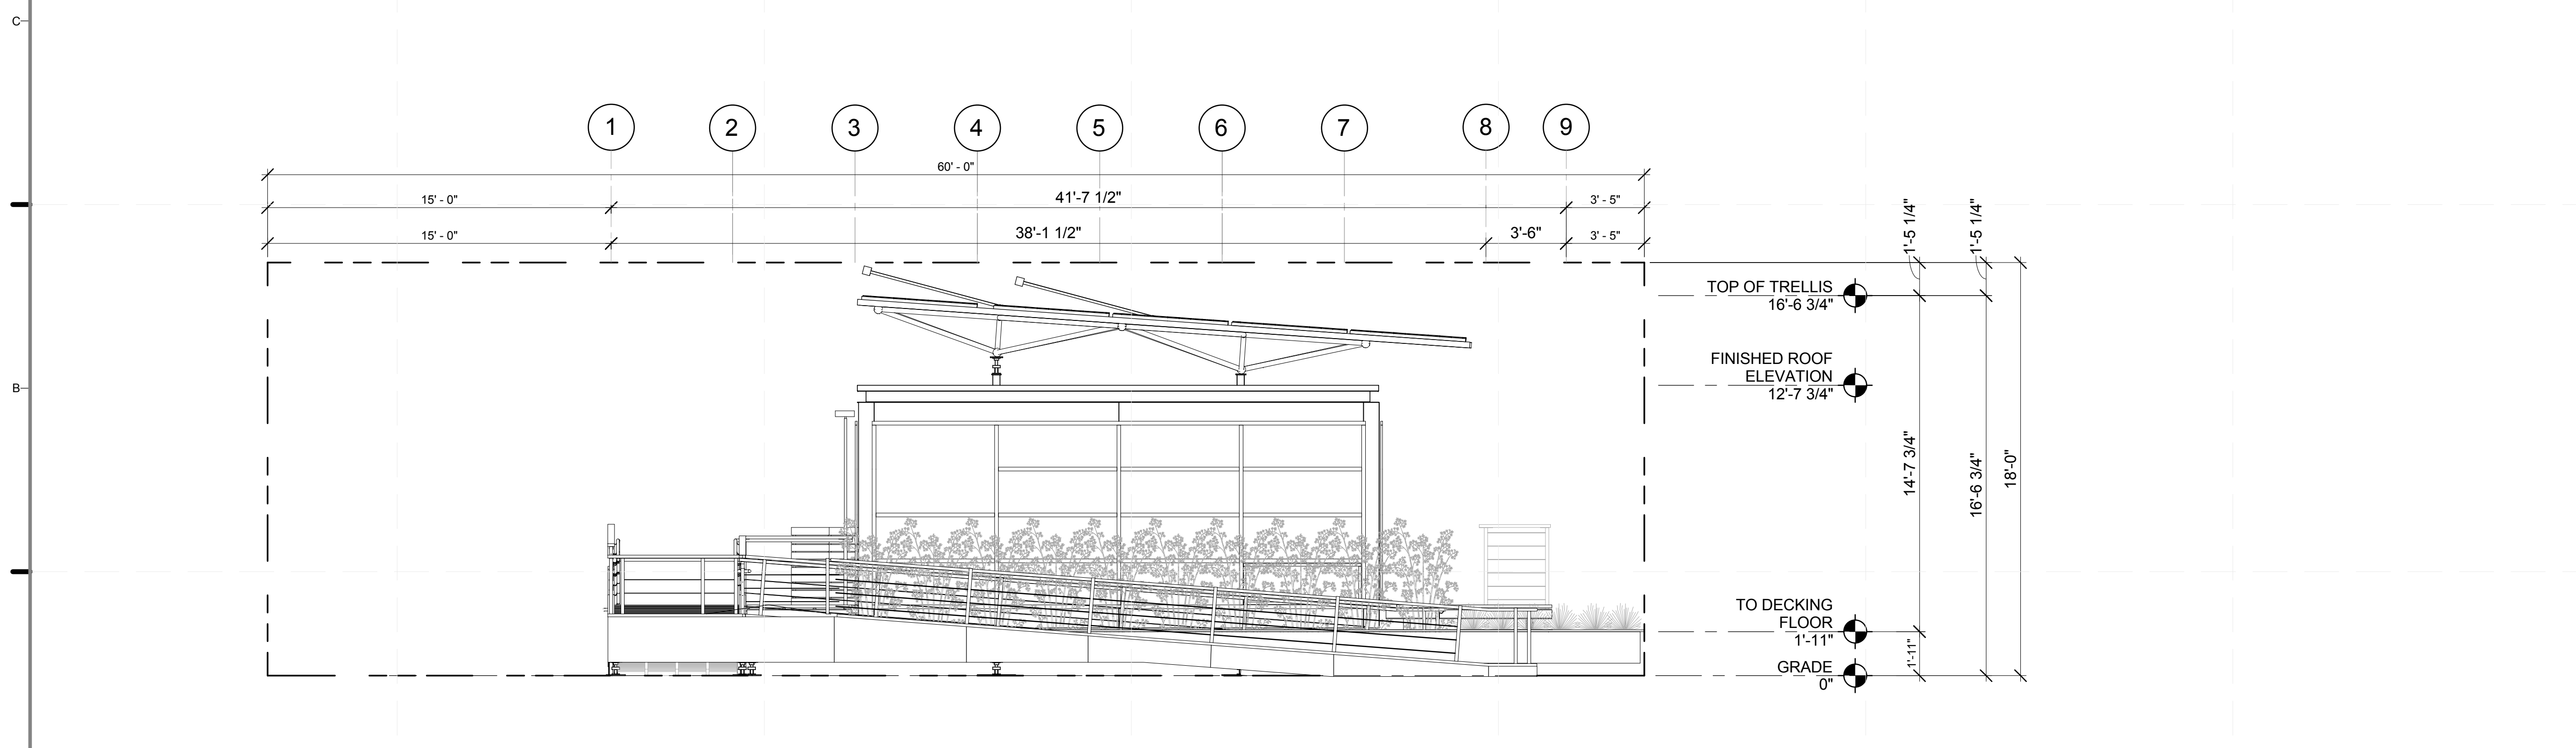 C
1 2 3 4 5 6 7 8 9
60' - 0"
15' - 0" 41'-7 1/2" 3' - 5"
15' - 0" 38'-1 1/2" 3'-6" 3' - 5"
1'-5 1/4" 1'-5 1/4"
TOP OF TRELLIS
16'-6 3/4"
B
FINISHED ROOF
ELEVATION
12'-7 3/4"
14'-7 3/4" 16'-6 3/4" 18'-0"
TO DECKING
FLOOR
1'-11"
1'-11"
GRADE
0"